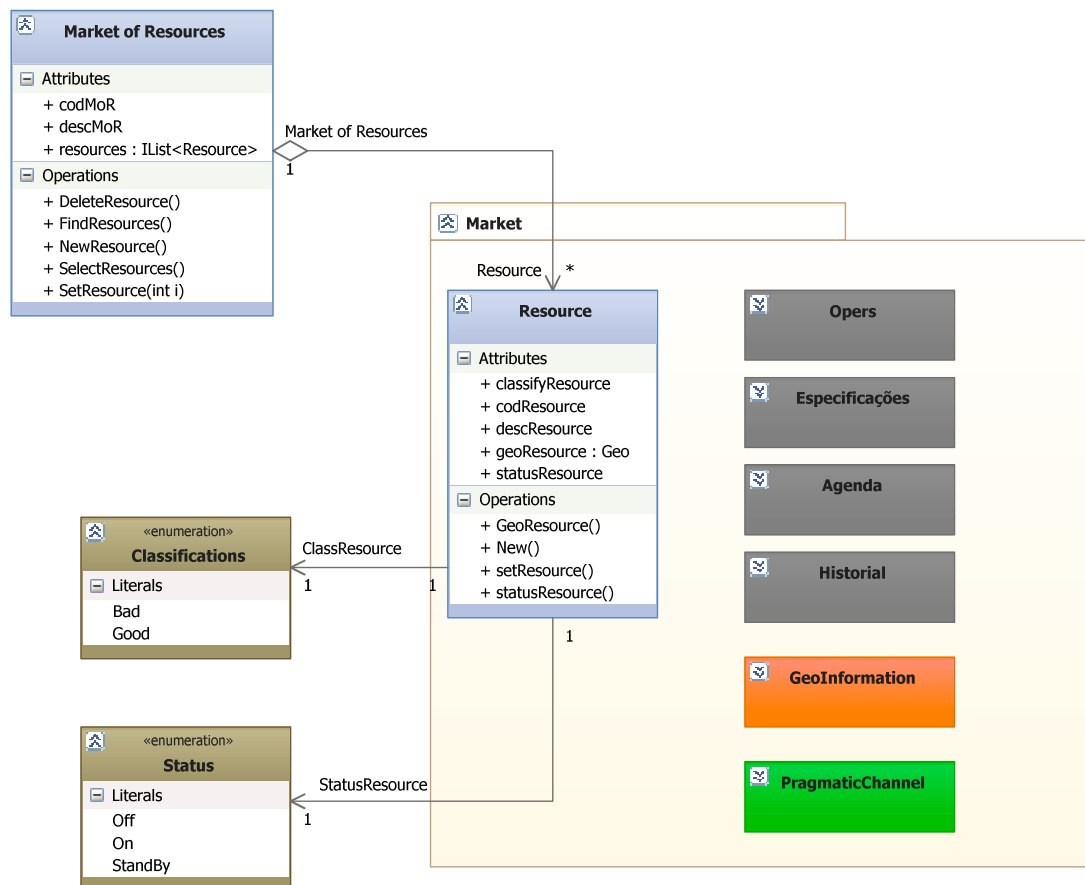 Market of Resources
Attributes
+ codMoR
+ descMoR
+ resources : IList<Resource>
Operations
+ DeleteResource()
+ FindResources()
+ NewResource()
+ SelectResources()
+ SetResource(int i)
Market of Resources
1
Market
Resource
*
Resource
Attributes
+ classifyResource
+ codResource
+ descResource
+ geoResource : Geo
+ statusResource
Operations
+ GeoResource()
+ New()
+ setResource()
+ statusResource()
Opers
Especificações
Agenda
Historial
GeoInformation
PragmaticChannel
«enumeration»
Classifications
Literals
Bad
Good
ClassResource
1
1
1
«enumeration»
Status
Literals
Off
On
StandBy
StatusResource
1